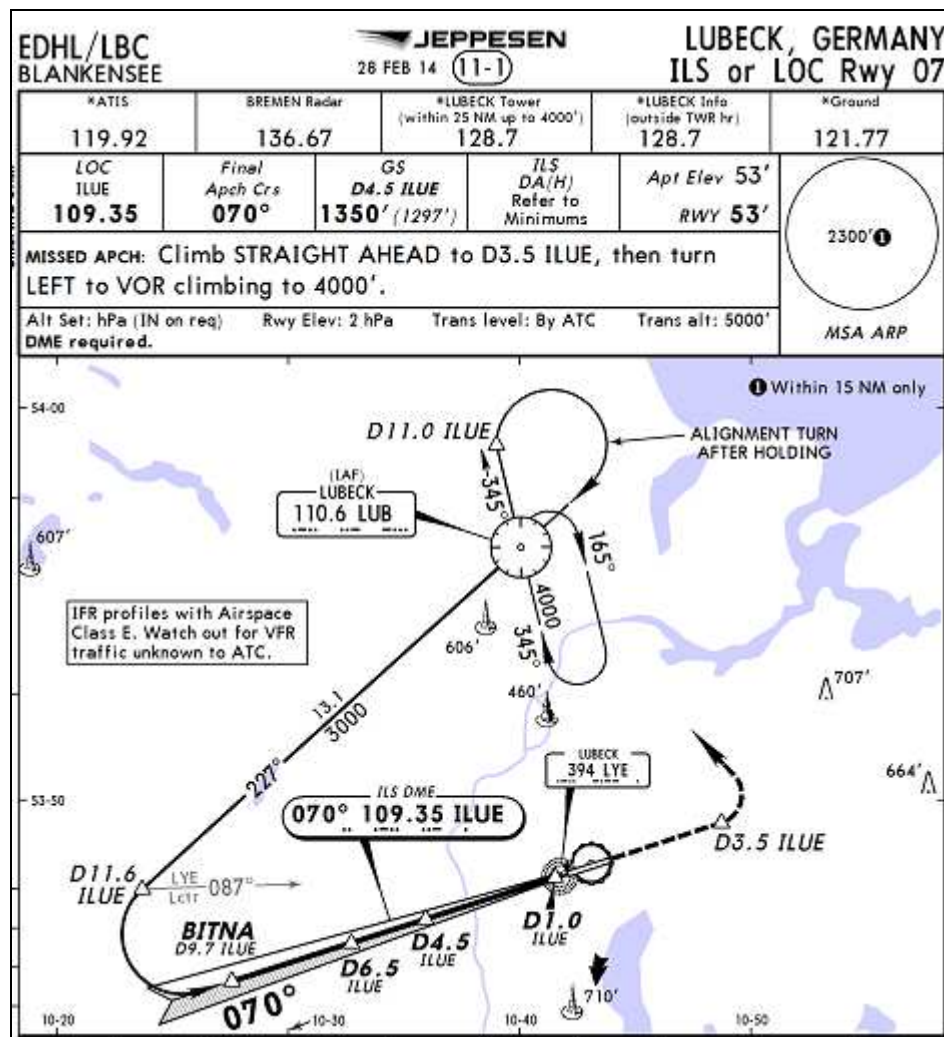 EDHL/LBC
BLANKENSEE
JEPPESEN
28 FEB 14 11-1
LUBECK, GERMANY
ILS or LOC Rwy 07
*ATIS
119.92
BREMEN Radar
136.67
*LUBECK Tower
(within 25 NM up to 4000')
128.7
*LUBECK Info
(outside TWR hr)
128.7
*Ground
121.77
LOC
ILUE
109.35
Final
Apch Crs
070°
GS
D4.5 ILUE
1350' (1297')
ILS
DA(H)
Refer to
Minimums
Apt Elev 53'
RWY 53'
2300' 1
MSA ARP
MISSED APCH: Climb STRAIGHT AHEAD to D3.5 ILUE, then turn
LEFT to VOR climbing to 4000'.
Alt Set: hPa (IN on req) Rwy Elev: 2 hPa Trans level: By ATC Trans alt: 5000'
DME required.
1 Within 15 NM only
54-00
D11.0 ILUE
ALIGNMENT TURN
AFTER HOLDING
345°
(IAF)
LUBECK
110.6 LUB
165°
607'
4000
345°
IFR profiles with Airspace
Class E. Watch out for VFR
traffic unknown to ATC.
606'
460'
707'
13.1
3000
227°
LUBECK
394 LYE
664'
53-50
ILS DME
070° 109.35 ILUE
D3.5 ILUE
D11.6
ILUE
LYE
Lctr
087°
BITNA
D9.7 ILUE
D6.5
ILUE
D4.5
ILUE
D1.0
ILUE
070°
710'
10-20
10-30
10-40
10-50